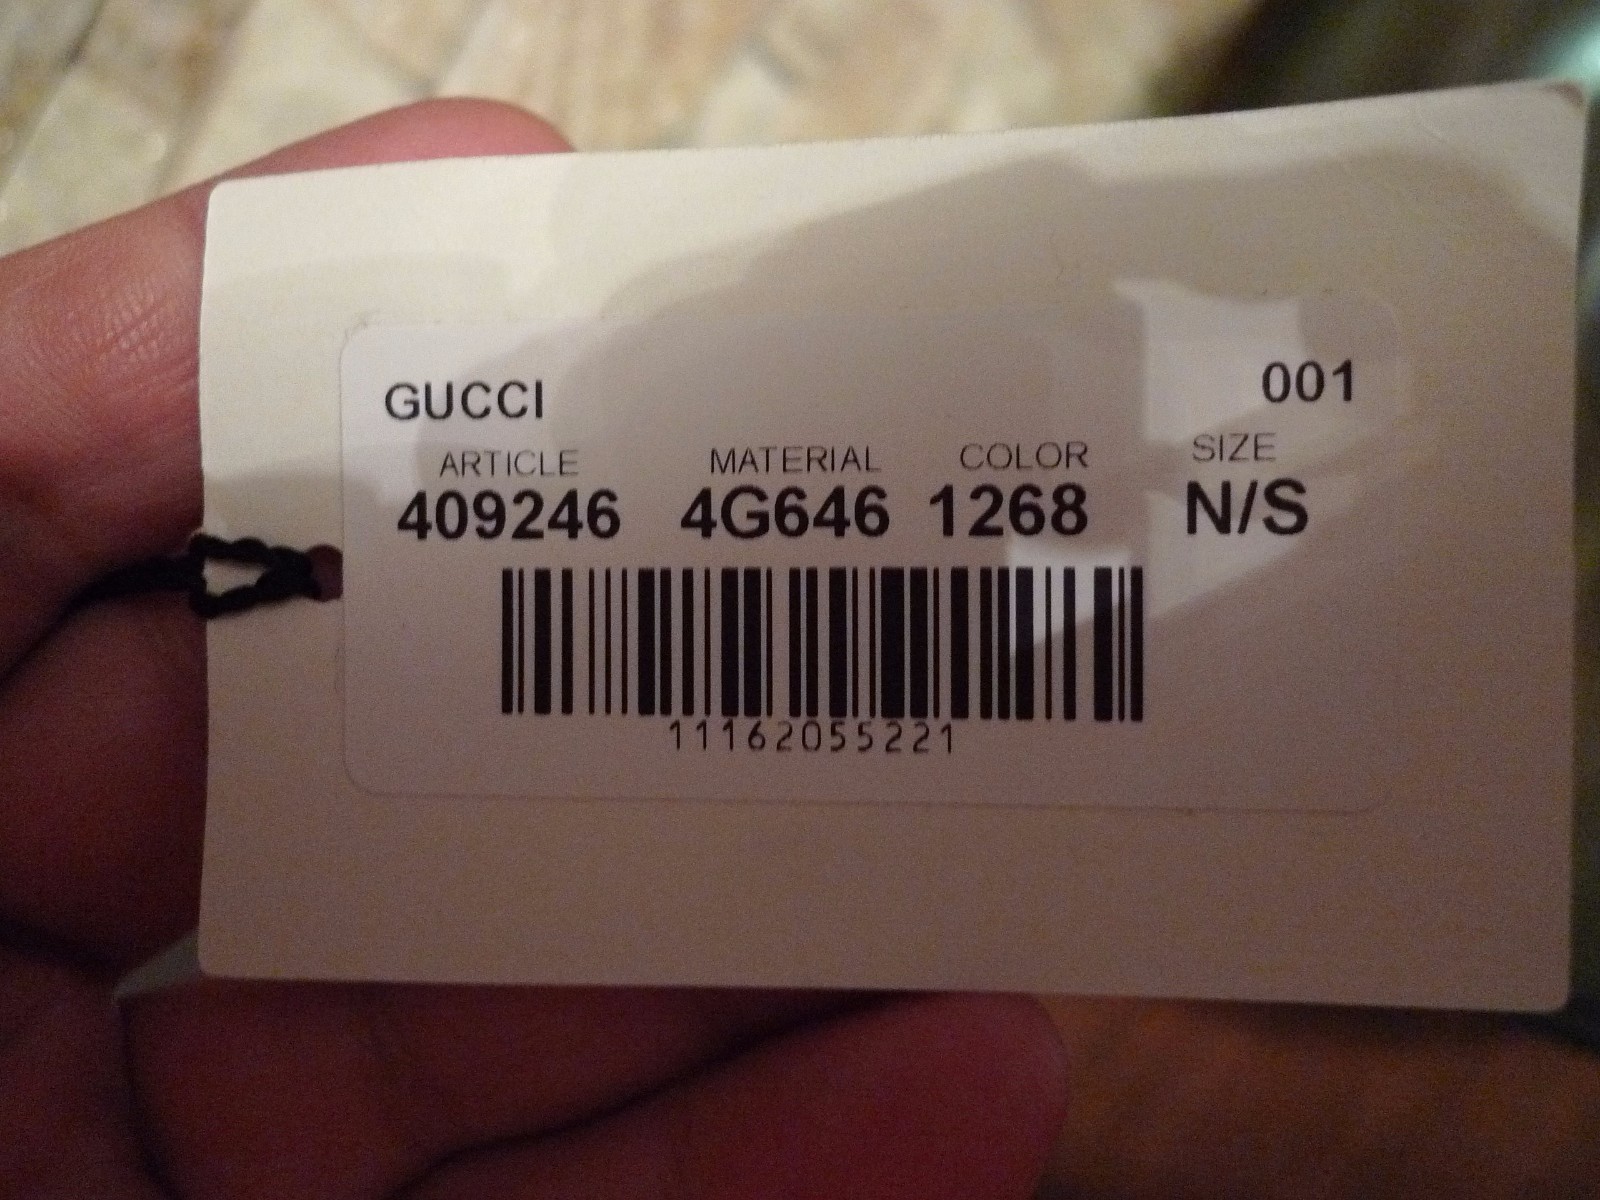 GUCCI 001
ARTICLE MATERIAL COLOR SIZE
409246 4G646 1268 N/S
11162055221